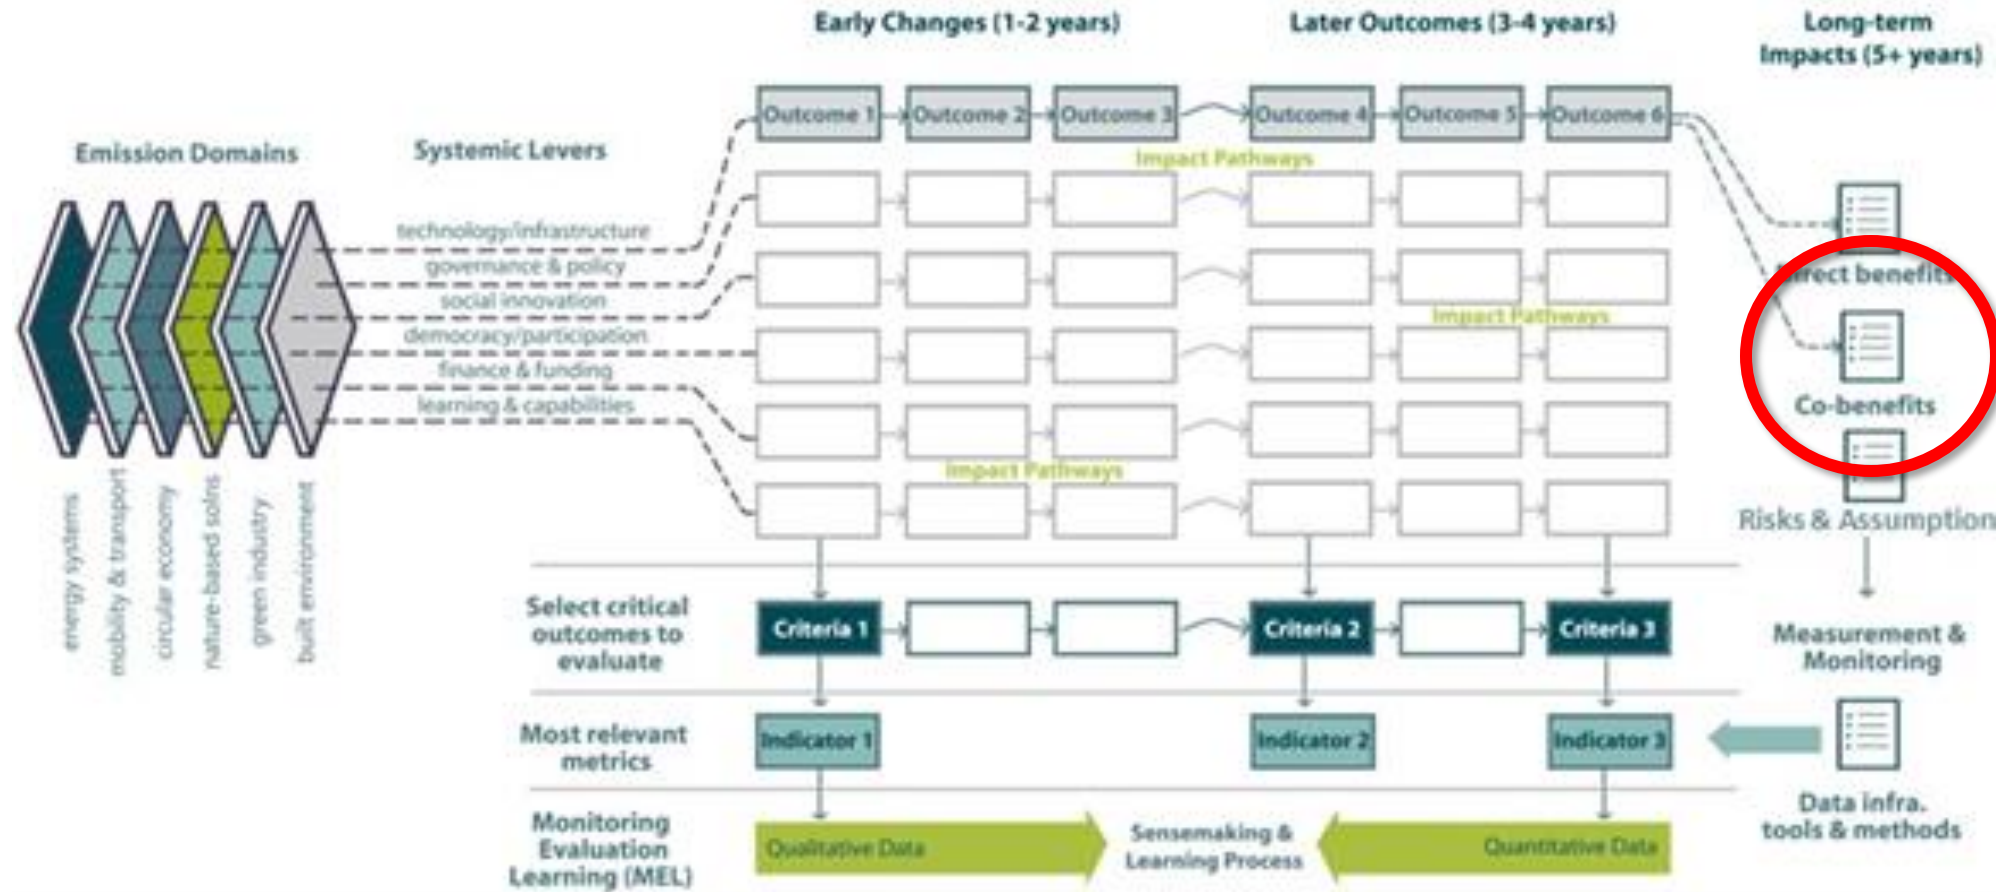 Early Changes (1-2 years)
Later Outcomes (3-4 years)
Long-term
Impacts (5+ years)
Emission Domains
Systemic Levers
Outcome 1
Outcome 2
Outcome 3
Outcome 4
Outcome 5
Outcome 6
Impact Pathways
technology/infrastructure
governance & policy
social innovation
democracy/participation
finance & funding
learning & capabilities
Impact Pathways
Impact Pathways
Direct benefits
Co-benefits
Risks & Assumption
energy systems
mobility & transport
circular economy
nature-based solns
green industry
built environment
Select critical
outcomes to
evaluate
Criteria 1
Criteria 2
Criteria 3
Measurement &
Monitoring
Most relevant
metrics
Indicator 1
Indicator 2
Indicator 3
Data infra.
tools & methods
Monitoring
Evaluation
Learning (MEL)
Qualitative Data
Sensemaking &
Learning Process
Quantitative Data